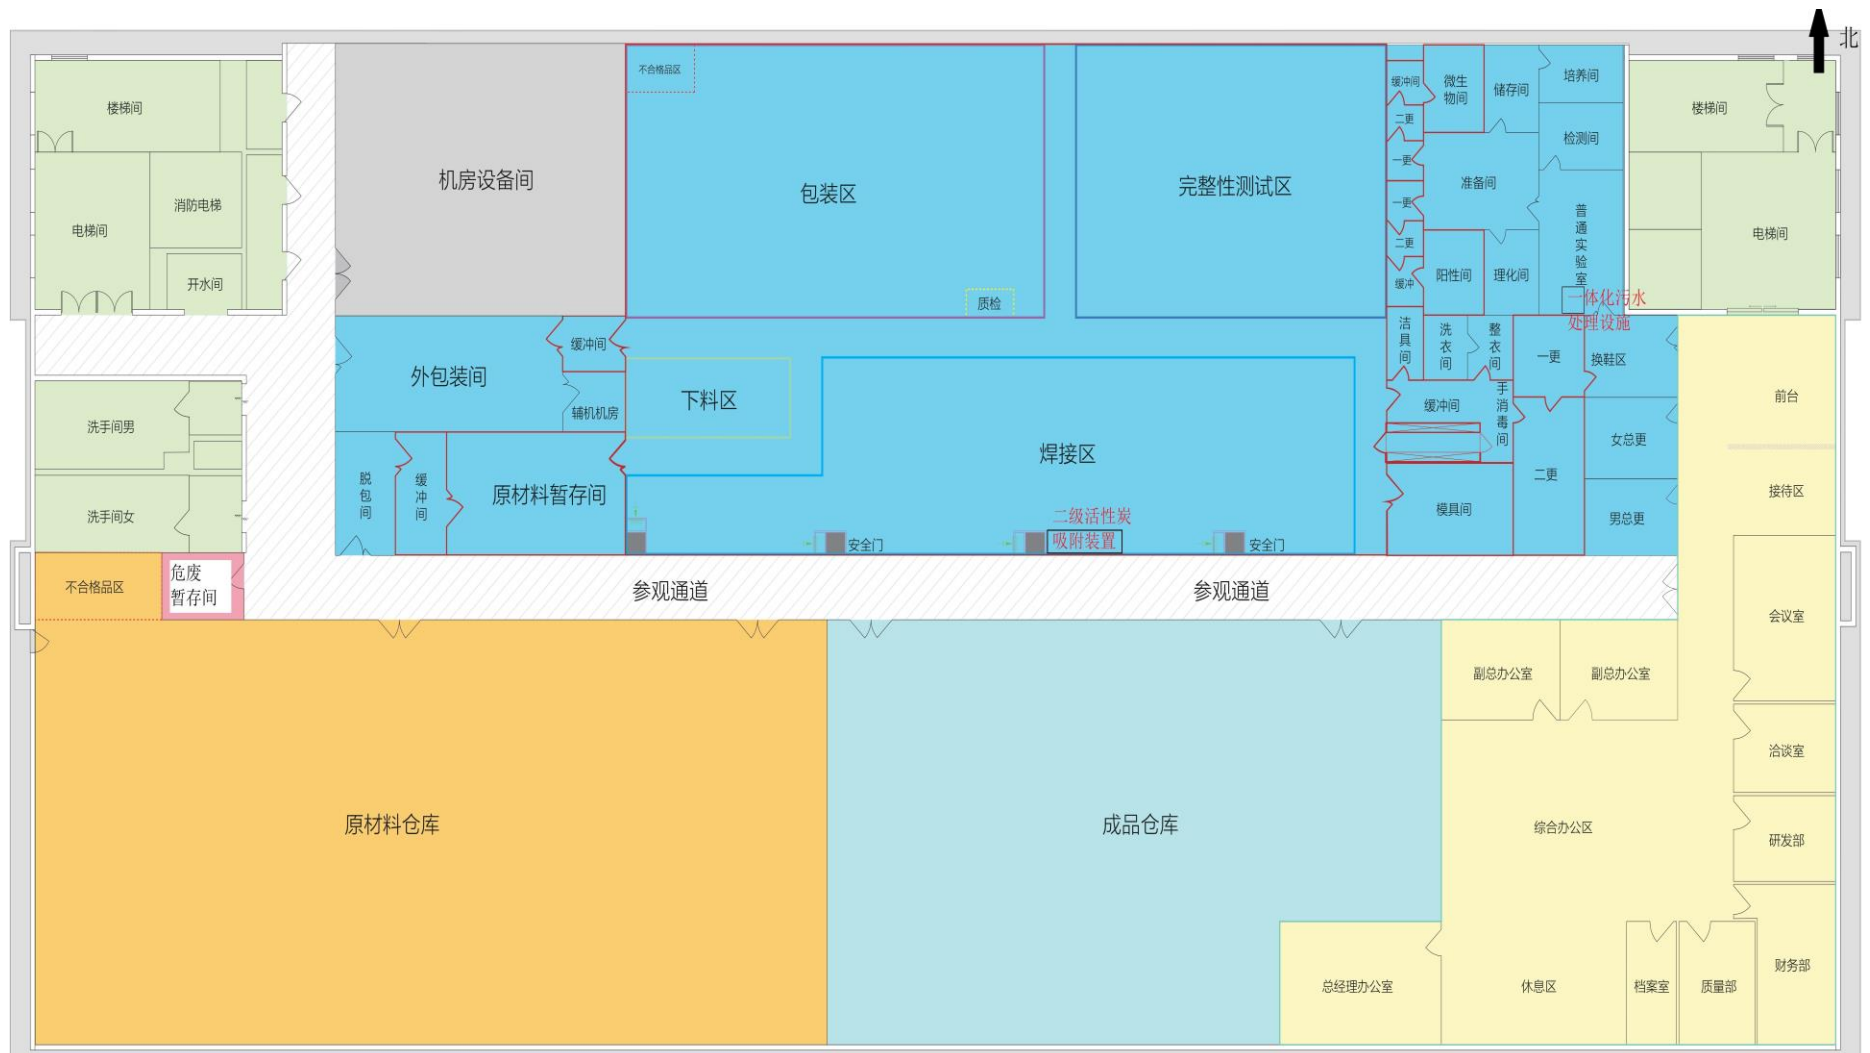 北
楼梯间
消防电梯
电梯间
开水间
机房设备间
不合格品区
包装区
质检
完整性测试区
缓冲间
二更
一更
一更
二更
缓冲
微生
物间
储存间
培养间
检测间
准备间
普通实验室
阳性间
理化间
一体化污水
处理设施
楼梯间
电梯间
外包装间
缓冲间
辅机机房
下料区
焊接区
洁具间
洗衣间
整衣间
一更
换鞋区
缓冲间
手消毒间
女总更
二更
男总更
模具间
前台
接待区
洗手间男
洗手间女
脱包间
缓冲间
原材料暂存间
二级活性炭
吸附装置
安全门
安全门
不合格品区
危废
暂存间
参观通道
参观通道
会议室
副总办公室
副总办公室
洽谈室
原材料仓库
成品仓库
综合办公区
研发部
总经理办公室
休息区
档案室
质量部
财务部